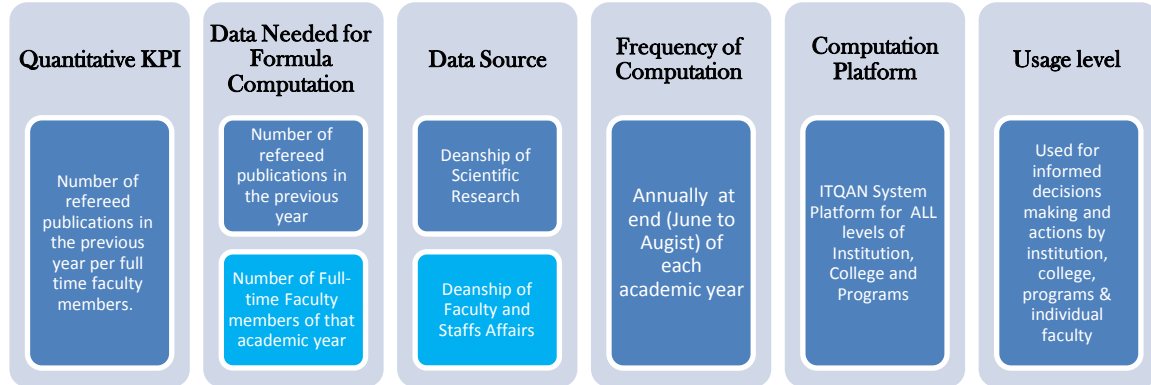 Quantitative KPI
Number of
refereed
publications in
the previous
year per full
time faculty
members.
Data Needed for
Formula
Computation
Number of
refereed
publications in
the previous
year
Number of Full-
time Faculty
members of that
academic year
Data Source
Deanship of
Scientific
Research
Deanship of
Faculty and
Staffs Affairs
Frequency of
Computation
Annually at
end (June to
Augist) of
each
academic year
Computation
Platform
ITQAN System
Platform for ALL
levels of
Institution,
College and
Programs
Usage level
Used for
informed
decisions
making and
actions by
institution,
college,
programs &
individual
faculty